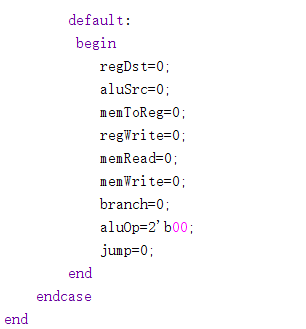 default:
begin
regDst=0;
aluSrc=0;
memToReg=0;
regWrite=0;
memRead=0;
memWrite=0;
branch=0;
aluOp=2'b00;
jump=0;
end
endcase
end